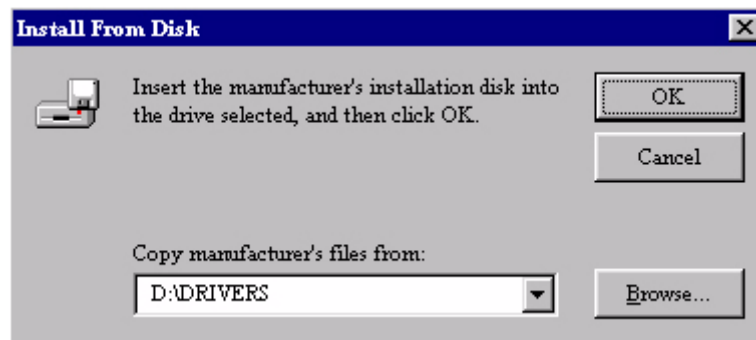 Install From Disk
Insert the manufacturer's installation disk into
the drive selected, and then click OK.
OK
Cancel
Copy manufacturer's files from:
D:\DRIVERS
Browse...